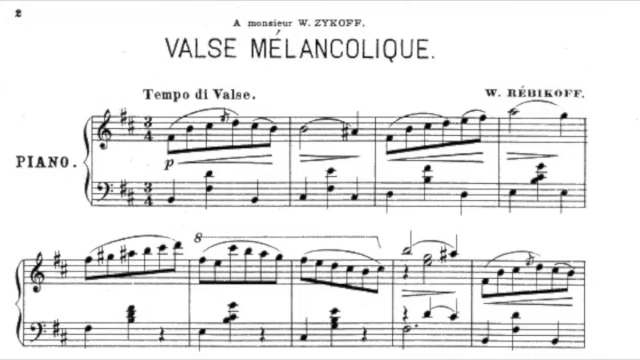 2
A monsieur W. ZYKOFF.
VALSE MÉLANCOLIQUE.
Tempo di Valse.
W. RÉBIKOFF.
PIANO.
p
8